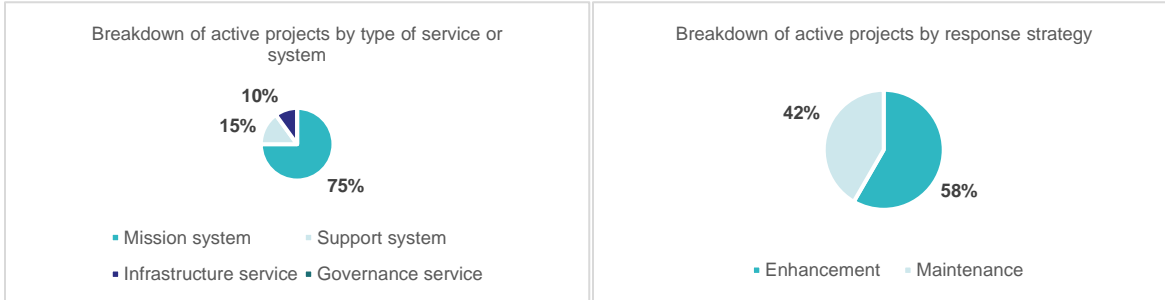 Breakdown of active projects by type of service or
system
10%
15%
75%
Mission system
Support system
Infrastructure service
Governance service
Breakdown of active projects by response strategy
42%
58%
Enhancement
Maintenance